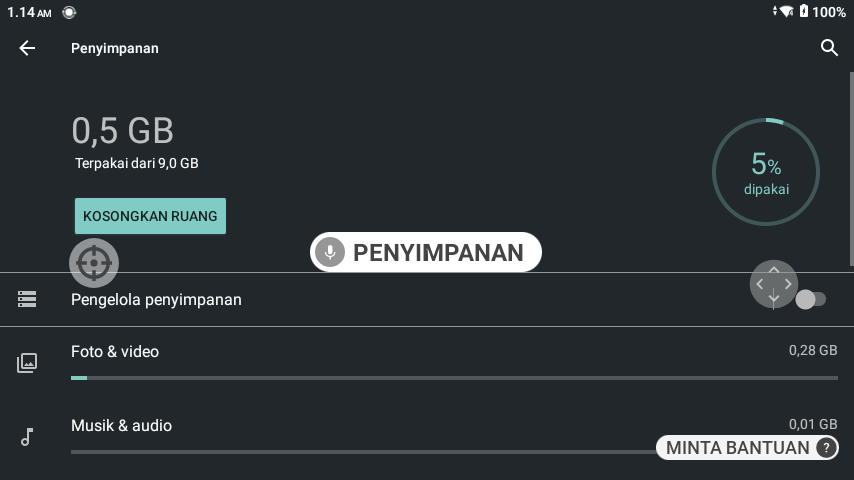 1.14 AM
100%
Penyimpanan
0,5 GB
Terpakai dari 9,0 GB
5%
dipakai
KOSONGKAN RUANG
PENYIMPANAN
Pengelola penyimpanan
Foto & video
0,28 GB
Musik & audio
0,01 GB
MINTA BANTUAN ?